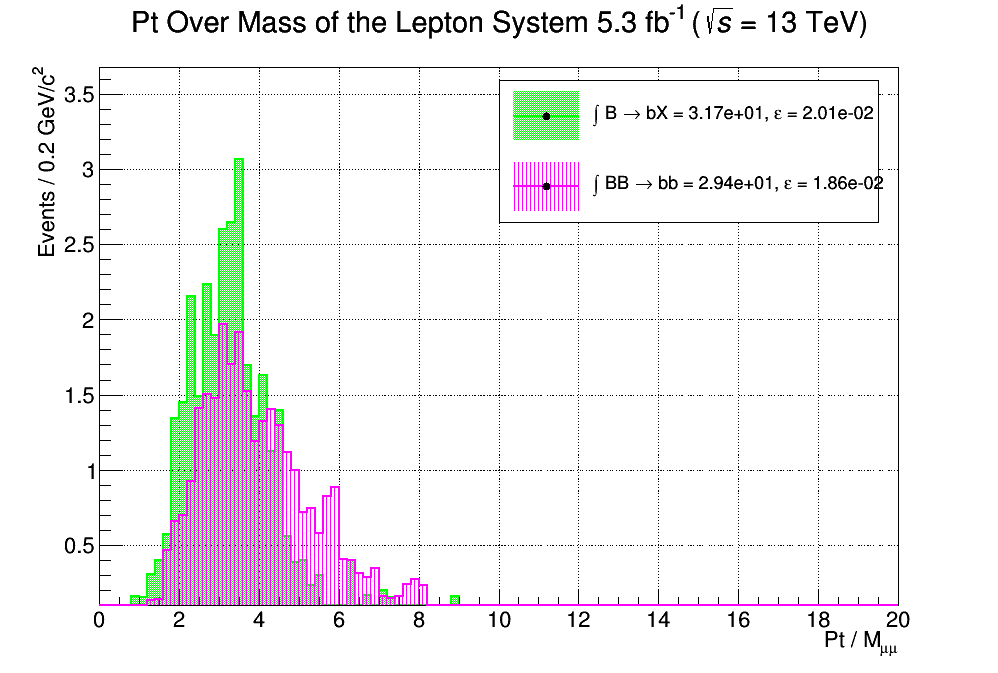 Pt Over Mass of the Lepton System 5.3 fb⁻¹ (√s = 13 TeV)
Events / 0.2 GeV/c²
3.5
3
2.5
2
1.5
1
0.5
∫ B → bX = 3.17e+01, ε = 2.01e-02
∫ BB → bb = 2.94e+01, ε = 1.86e-02
0 2 4 6 8 10 12 14 16 18 20
Pt / Mμμ